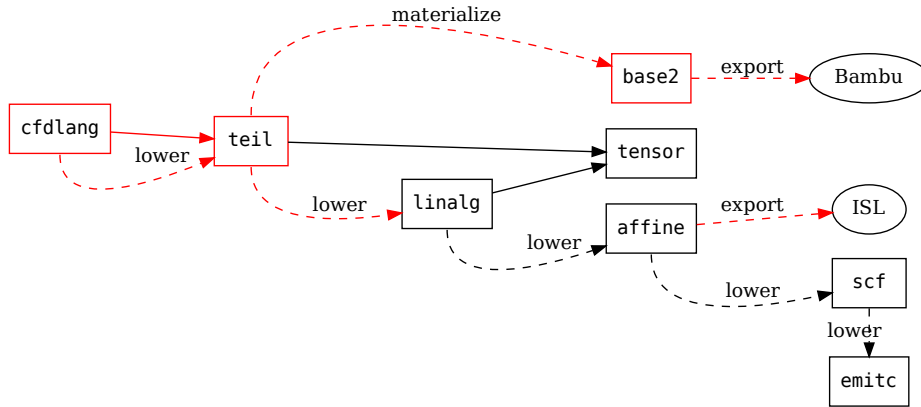 materialize
base2
export
Bambu
cfdlang
lower
teil
tensor
lower
linalg
lower
affine
export
ISL
lower
scf
lower
emitc